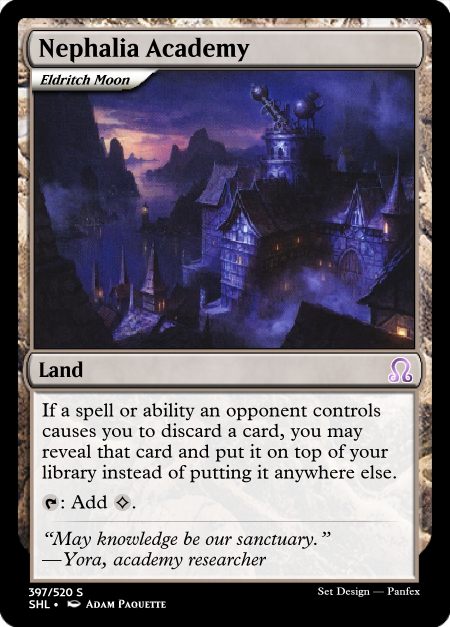 Nephalia Academy
Eldritch Moon
Land
If a spell or ability an opponent controls
causes you to discard a card, you may
reveal that card and put it on top of your
library instead of putting it anywhere else.
: Add .
“May knowledge be our sanctuary.”
—Yora, academy researcher
397/520 S
Set Design — Panfex
SHL • Adam Paquette